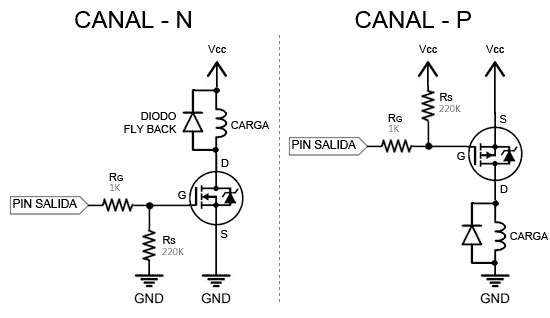 CANAL - N
Vcc
DIODO
FLY BACK
CARGA
D
RG
1K
G
PIN SALIDA
S
Rs
220K
GND
GND
CANAL - P
Vcc
Vcc
Rs
220K
S
RG
1K
PIN SALIDA
G
D
CARGA
GND